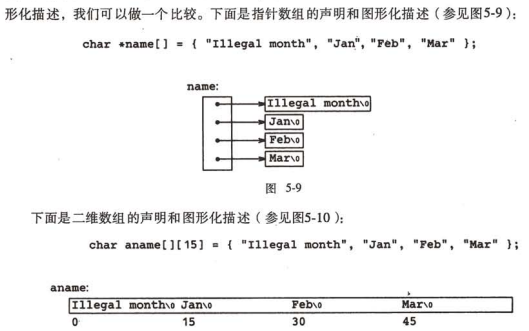 形化描述，我们可以做一个比较。下面是指针数组的声明和图形化描述（参见图5-9）：
char *name[] = { "Illegal month", "Jan", "Feb", "Mar" };
name:
Illegal month\0
Jan\0
Feb\0
Mar\0
图 5-9
下面是二维数组的声明和图形化描述（参见图5-10）：
char aname[][15] = { "Illegal month", "Jan", "Feb", "Mar" };
aname:
Illegal month\0 Jan\0 Feb\0 Mar\0
0 15 30 45